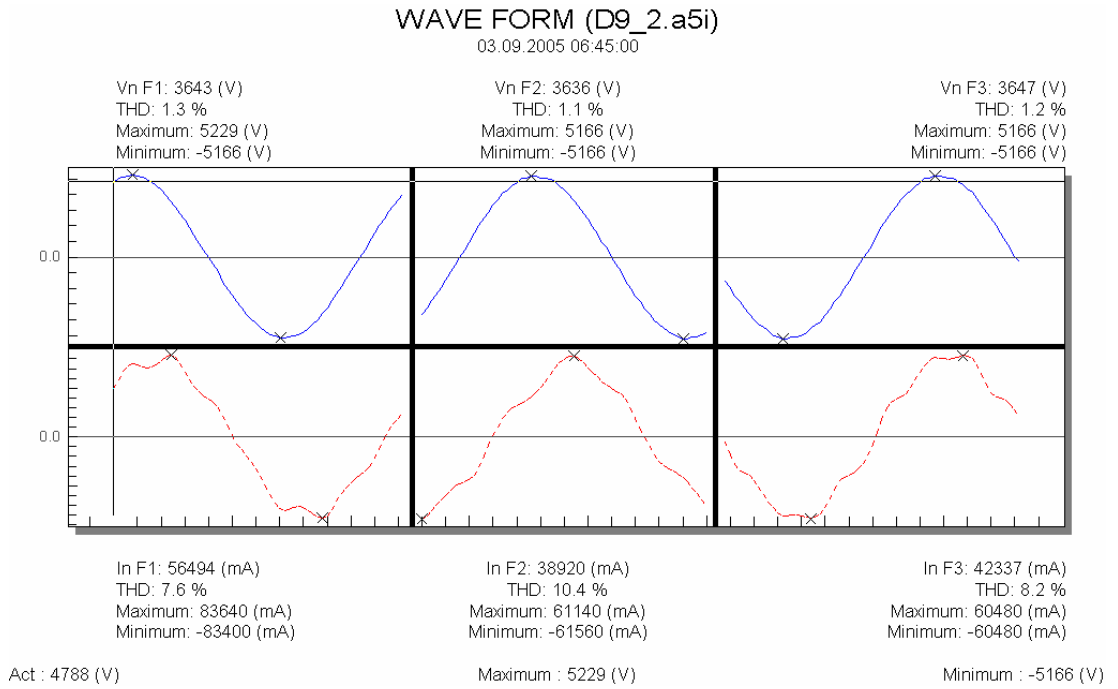 WAVE FORM (D9_2.a5i)
03.09.2005 06:45:00
Vn F1: 3643 (V)
THD: 1.3 %
Maximum: 5229 (V)
Minimum: -5166 (V)
Vn F2: 3636 (V)
THD: 1.1 %
Maximum: 5166 (V)
Minimum: -5166 (V)
Vn F3: 3647 (V)
THD: 1.2 %
Maximum: 5166 (V)
Minimum: -5166 (V)
0.0
0.0
In F1: 56494 (mA)
THD: 7.6 %
Maximum: 83640 (mA)
Minimum: -83400 (mA)
In F2: 38920 (mA)
THD: 10.4 %
Maximum: 61140 (mA)
Minimum: -61560 (mA)
In F3: 42337 (mA)
THD: 8.2 %
Maximum: 60480 (mA)
Minimum: -60480 (mA)
Act : 4788 (V)
Maximum : 5229 (V)
Minimum : -5166 (V)